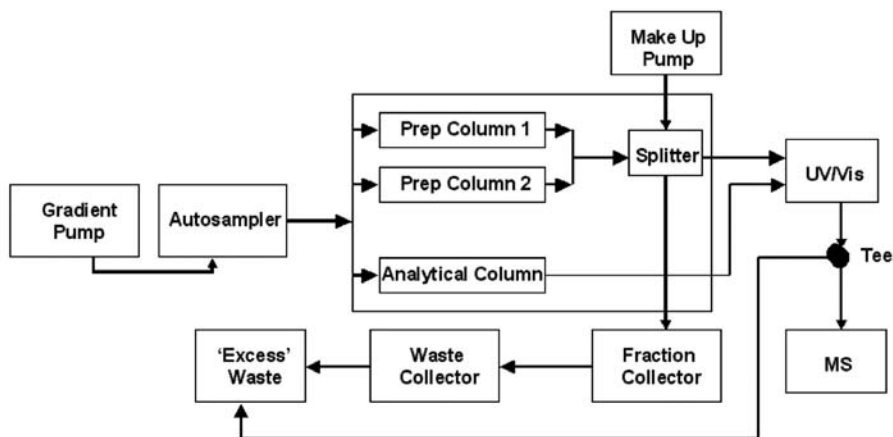 Make Up
Pump
Prep Column 1
Splitter
Prep Column 2
UV/Vis
Gradient
Pump
Autosampler
Analytical Column
Tee
‘Excess’
Waste
Waste
Collector
Fraction
Collector
MS